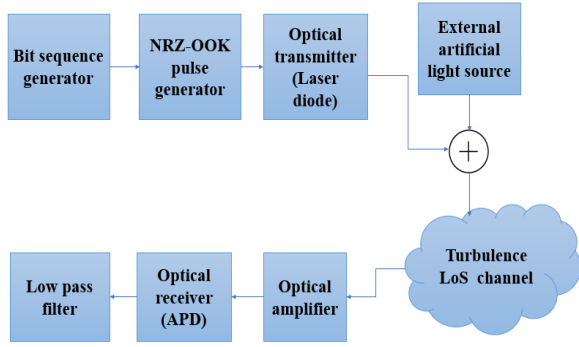 Bit sequence
generator
NRZ-OOK
pulse
generator
Optical
transmitter
(Laser
diode)
External
artificial
light source
+
Turbulence
LoS channel
Optical
amplifier
Optical
receiver
(APD)
Low pass
filter